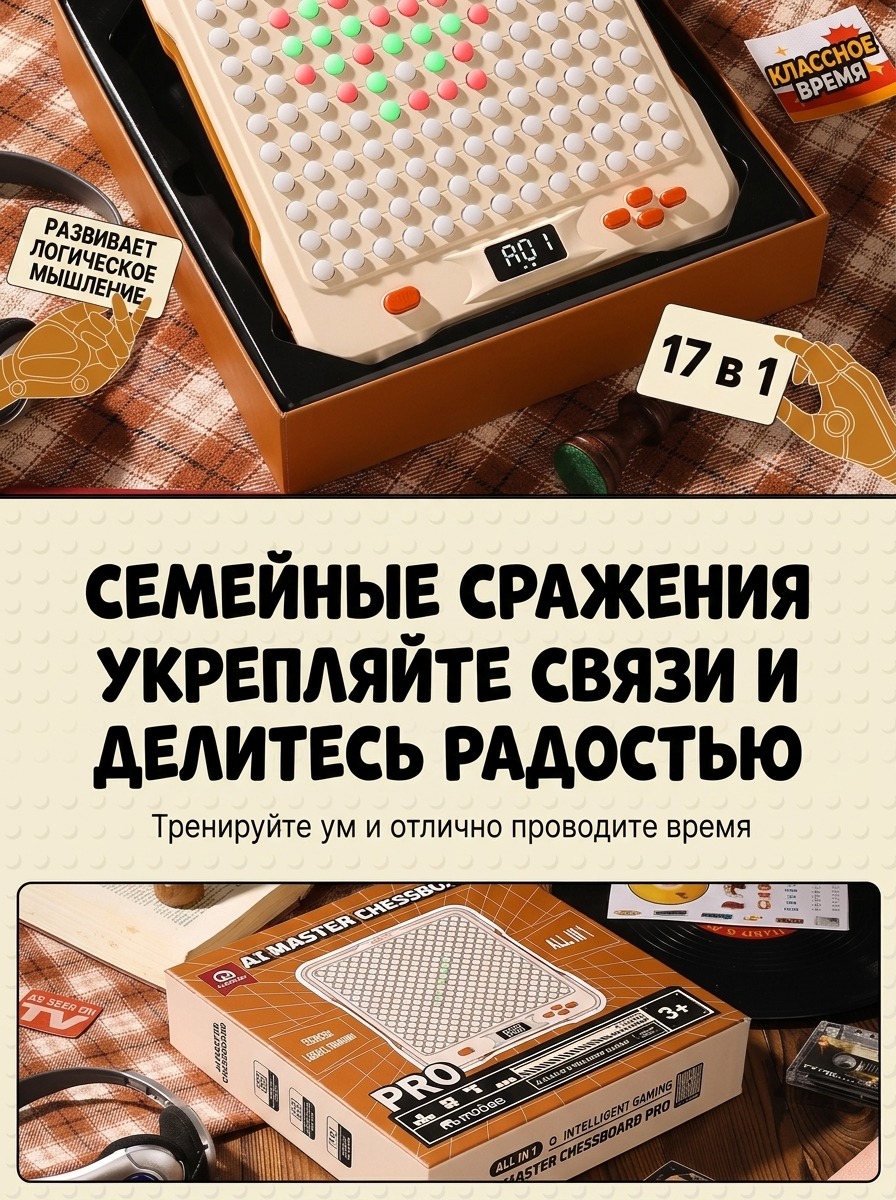 КЛАССНОЕ
ВРЕМЯ
РАЗВИВАЕТ
ЛОГИЧЕСКОЕ
МЫШЛЕНИЕ
A01
17 в 1
СЕМЕЙНЫЕ СРАЖЕНИЯ
УКРЕПЛЯЙТЕ СВЯЗИ И
ДЕЛИТЕСЬ РАДОСТЬЮ
Тренируйте ум и отлично проводите время
AI MASTER CHESSBO
ALL IN 1
AS SEEN ON
TV
3+
PRO
ALL IN 1 INTELLIGENT GAMING
MASTER CHESSBOARD PRO